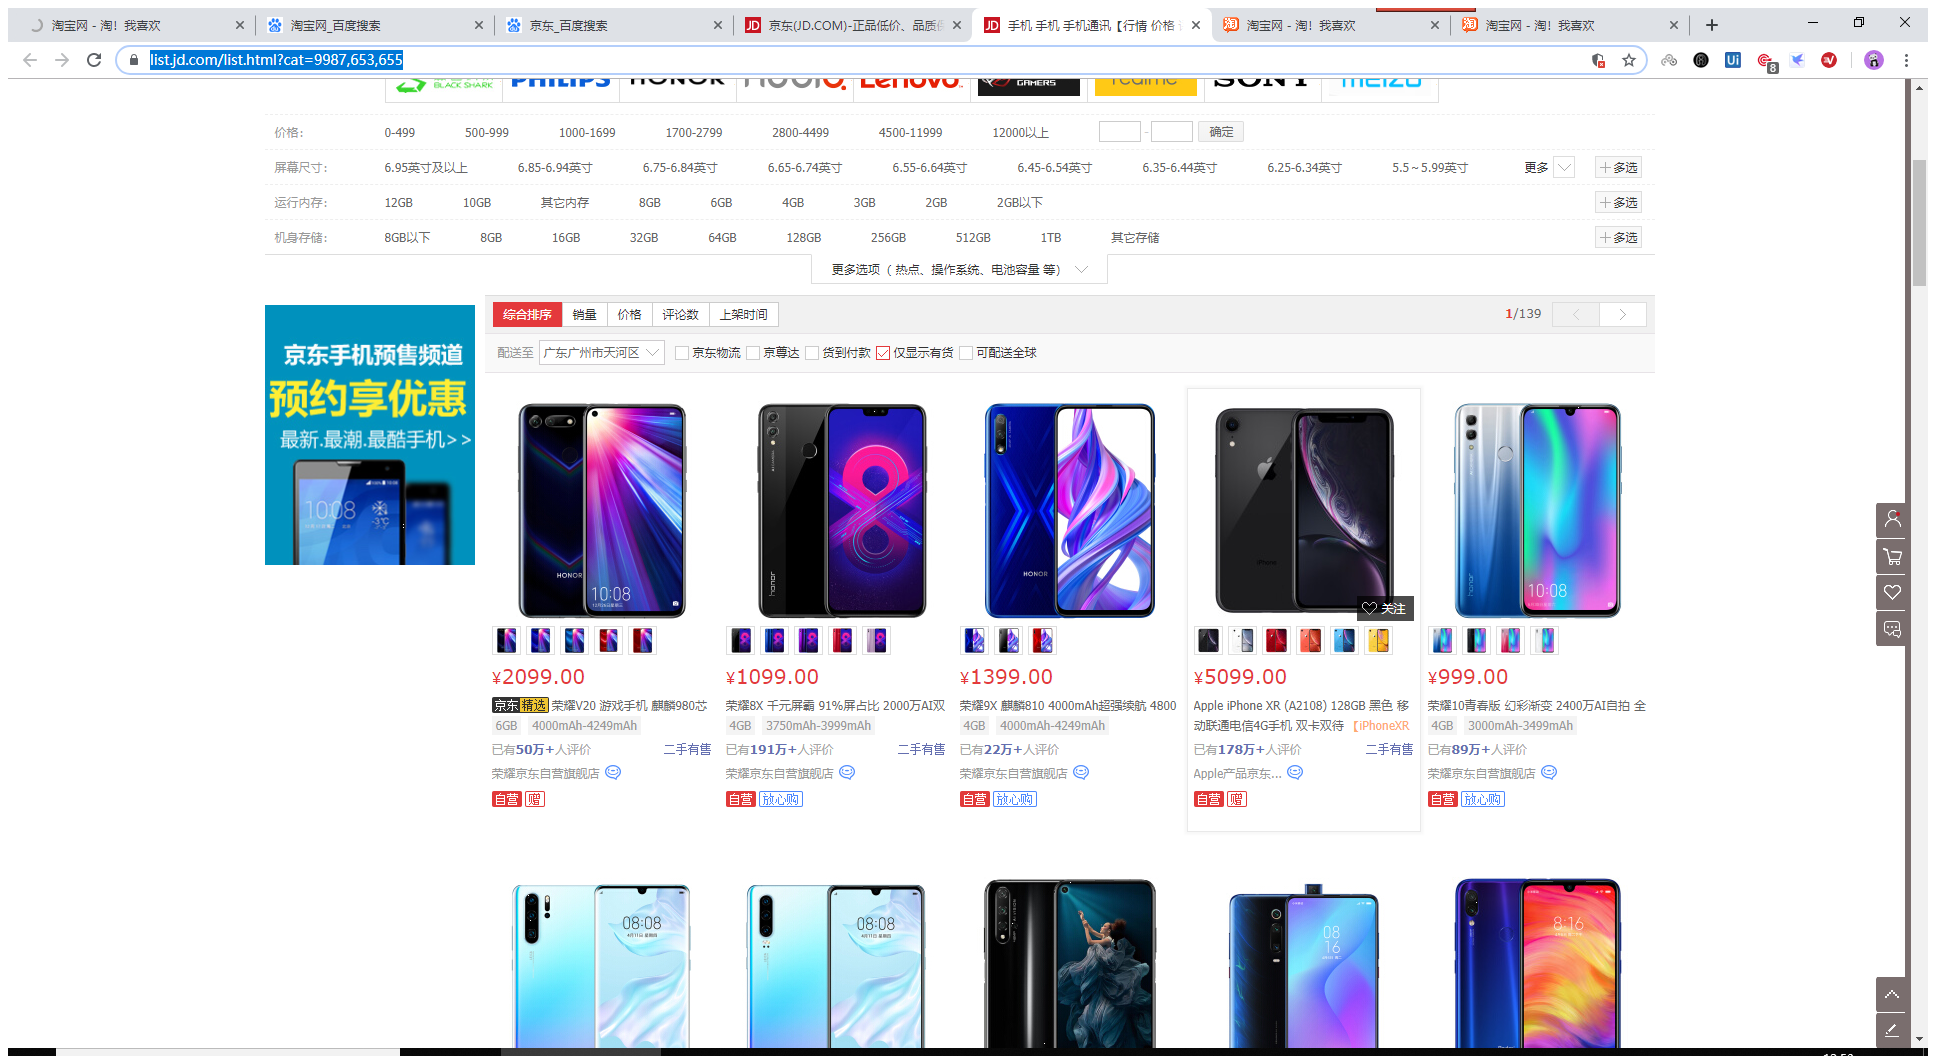 淘宝网 - 淘！我喜欢
淘宝网_百度搜索
京东_百度搜索
京东(JD.COM)-正品低价、品质保
手机 手机 手机通讯【行情 价格
淘宝网 - 淘！我喜欢
淘宝网 - 淘！我喜欢
list.jd.com/list.html?cat=9987,653,655
BLACK SHARK
PHILIPS
HONOR
Lenovo
GAMERS
realme
SONY
MEIZU
价格：
0-499
500-999
1000-1699
1700-2799
2800-4499
4500-11999
12000以上
-
确定
屏幕尺寸：
6.95英寸及以上
6.85-6.94英寸
6.75-6.84英寸
6.65-6.74英寸
6.55-6.64英寸
6.45-6.54英寸
6.35-6.44英寸
6.25-6.34英寸
5.5～5.99英寸
更多
多选
运行内存：
12GB
10GB
其它内存
8GB
6GB
4GB
3GB
2GB
2GB以下
多选
机身存储：
8GB以下
8GB
16GB
32GB
64GB
128GB
256GB
512GB
1TB
其它存储
多选
更多选项（ 热点、操作系统、电池容量 等）
京东手机预售频道
预约享优惠
最新.最潮.最酷手机>>
10:08
-3°C
综合排序
销量
价格
评论数
上架时间
1/139
配送至
广东广州市天河区
京东物流
京尊达
货到付款
仅显示有货
可配送全球
HONOR
10:08
honor
HONOR
iPhone
关注
honor
10:08
¥2099.00
京东精选 荣耀V20 游戏手机 麒麟980芯
6GB 4000mAh-4249mAh
已有50万+人评价
二手有售
荣耀京东自营旗舰店
自营 赠
¥1099.00
荣耀8X 千元屏霸 91%屏占比 2000万AI双
4GB 3750mAh-3999mAh
已有191万+人评价
二手有售
荣耀京东自营旗舰店
自营 放心购
¥1399.00
荣耀9X 麒麟810 4000mAh超强续航 4800
4GB 4000mAh-4249mAh
已有22万+人评价
荣耀京东自营旗舰店
自营 放心购
¥5099.00
Apple iPhone XR (A2108) 128GB 黑色 移
动联通电信4G手机 双卡双待 【iPhoneXR
已有178万+人评价
二手有售
Apple产品京东...
自营 赠
¥999.00
荣耀10青春版 幻彩渐变 2400万AI自拍 全
4GB 3000mAh-3499mAh
已有89万+人评价
荣耀京东自营旗舰店
自营 放心购
08:08
08:08
08
16
8:16